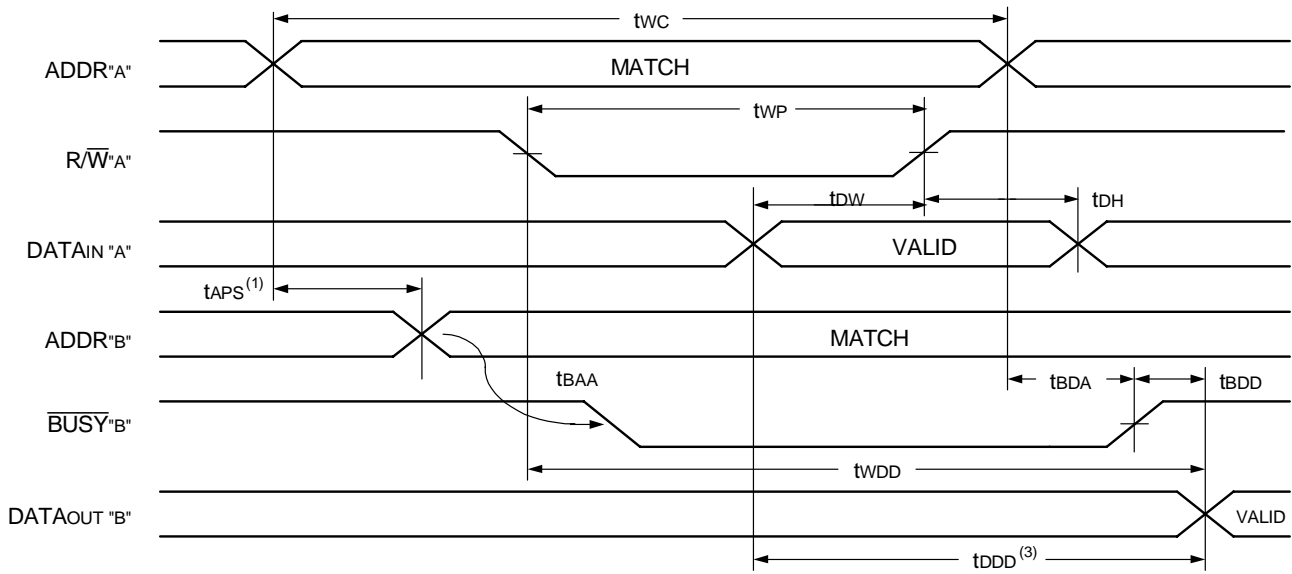 tWC
ADDR"A"
MATCH
tWP
R/W̅"A"
tDW
tDH
DATAIN "A"
VALID
tAPS(1)
ADDR"B"
MATCH
tBAA
tBDA
tBDD
B̅U̅S̅Y̅"B"
tWDD
DATAOUT "B"
VALID
tDDD(3)